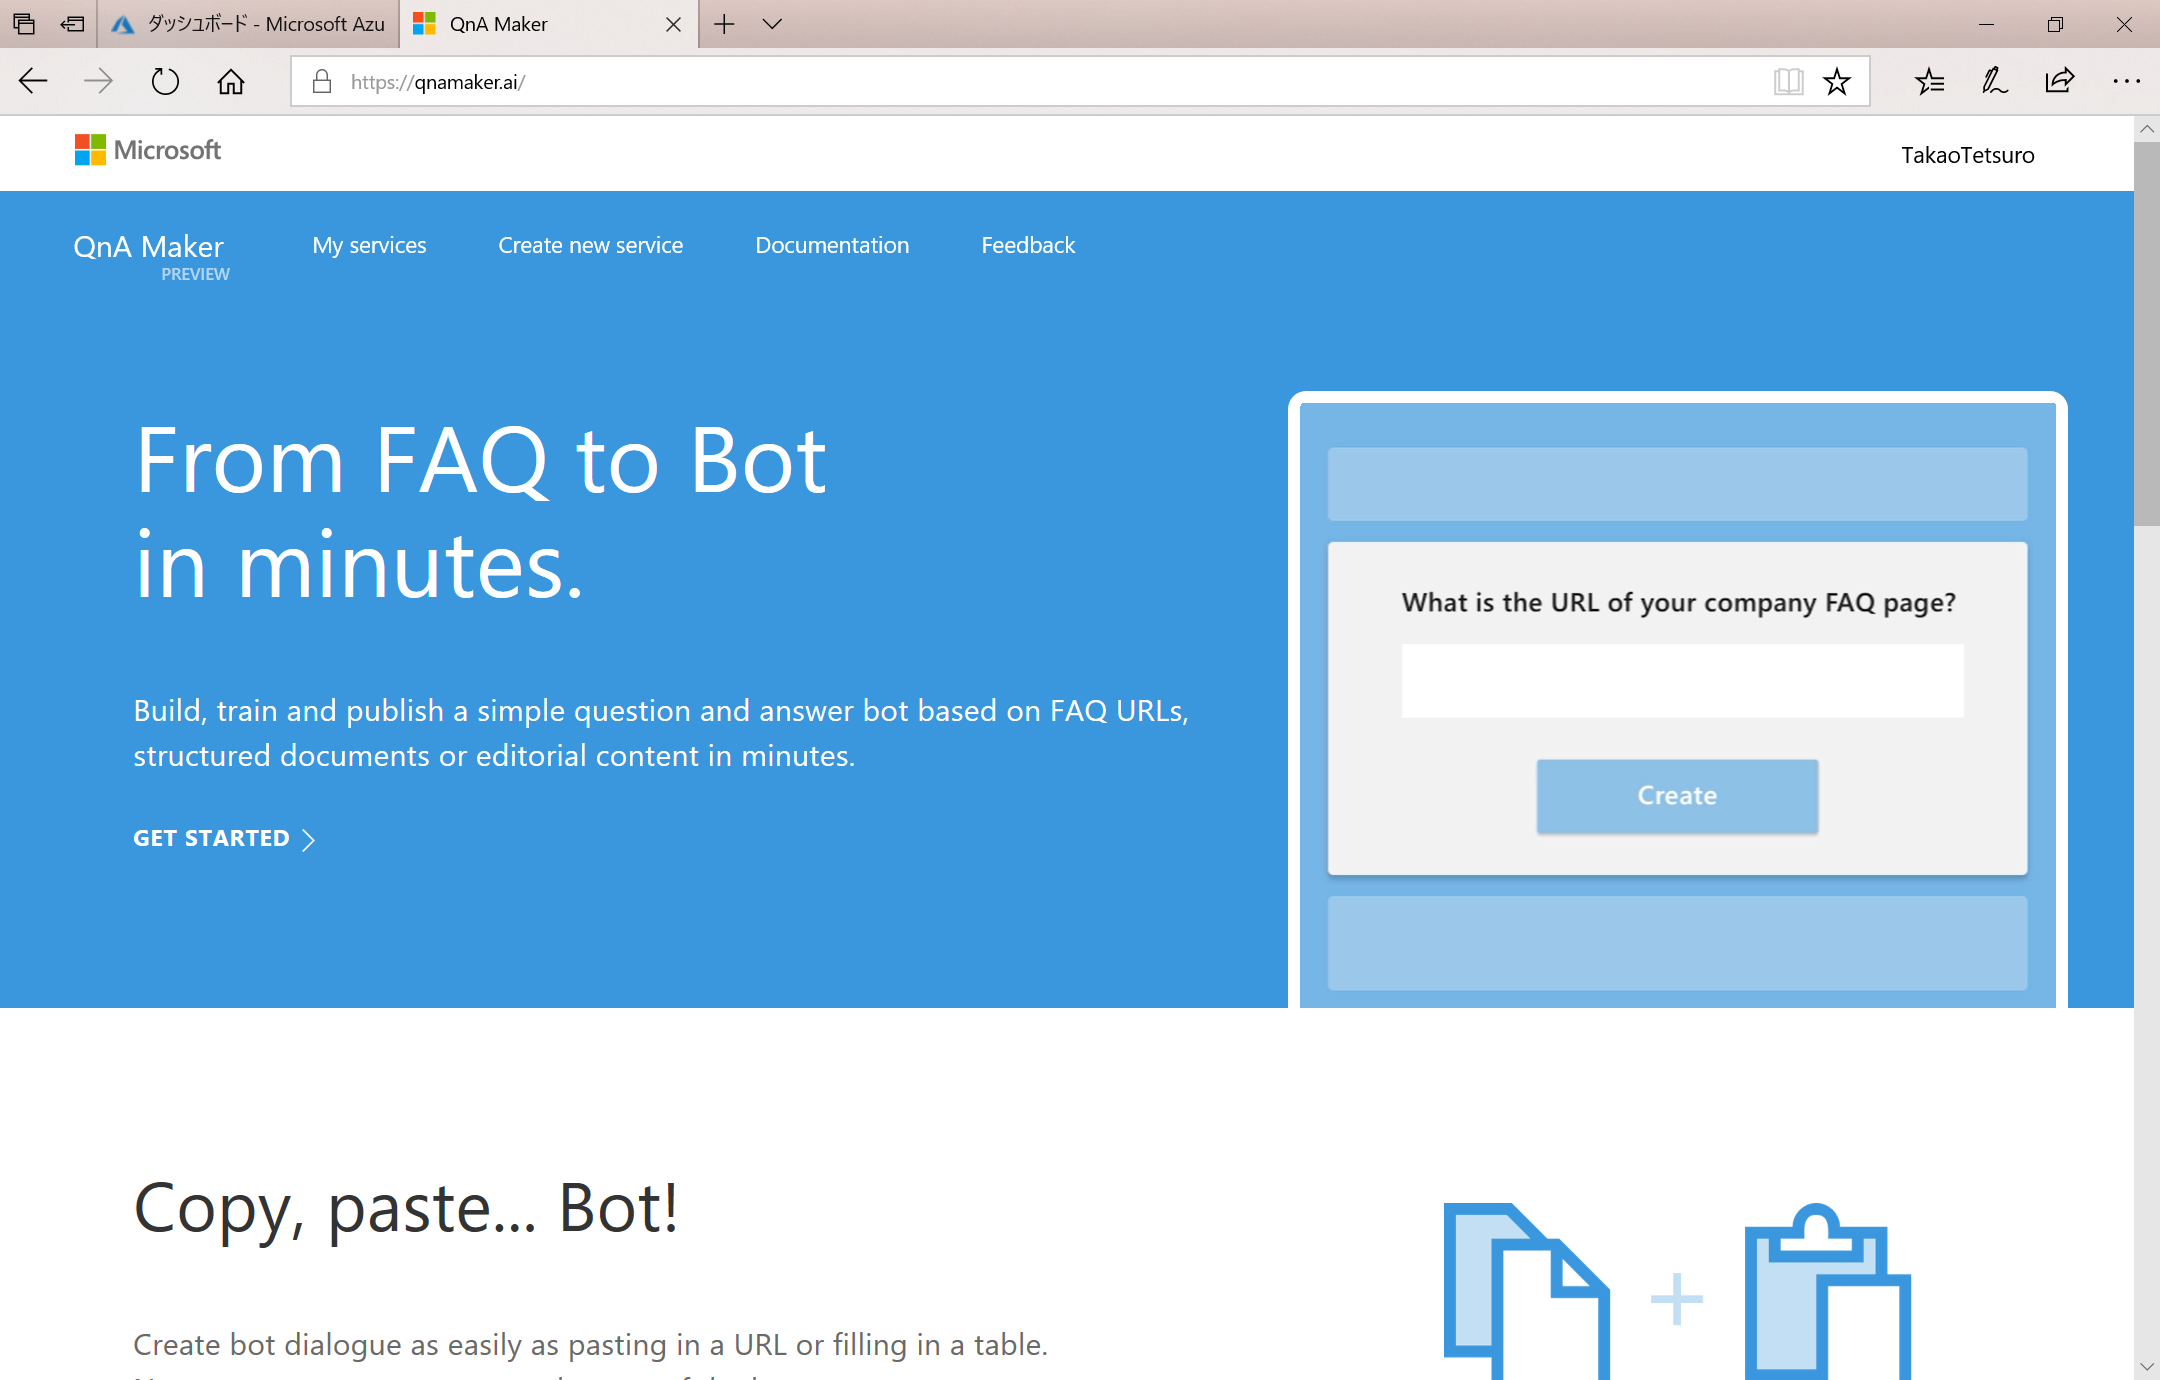 ダッシュボード - Microsoft Azu
QnA Maker
https://qnamaker.ai/
Microsoft
TakaoTetsuro
QnA Maker
PREVIEW
My services
Create new service
Documentation
Feedback
From FAQ to Bot
in minutes.
Build, train and publish a simple question and answer bot based on FAQ URLs,
structured documents or editorial content in minutes.
GET STARTED
What is the URL of your company FAQ page?
Create
Copy, paste... Bot!
Create bot dialogue as easily as pasting in a URL or filling in a table.